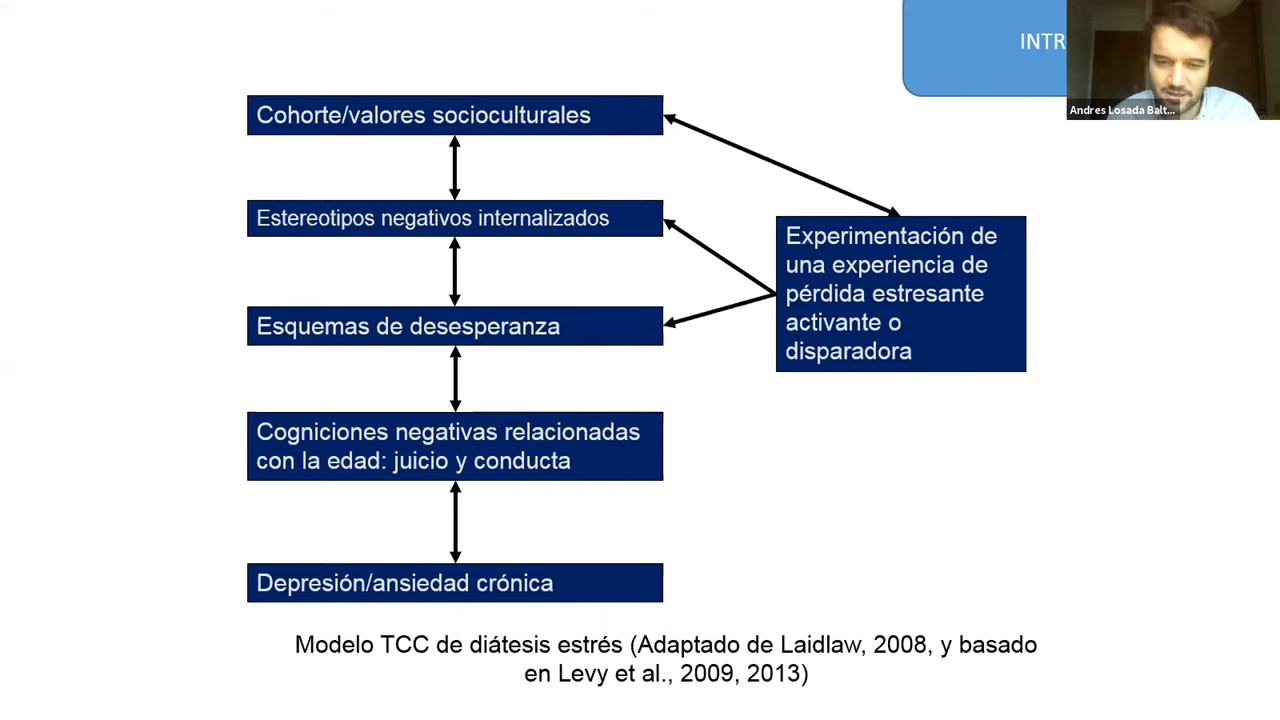 INTR
Andres Losada Balt...
Cohorte/valores socioculturales
Estereotipos negativos internalizados
Experimentación de
una experiencia de
pérdida estresante
activante o
disparadora
Esquemas de desesperanza
Cogniciones negativas relacionadas
con la edad: juicio y conducta
Depresión/ansiedad crónica
Modelo TCC de diátesis estrés (Adaptado de Laidlaw, 2008, y basado
en Levy et al., 2009, 2013)